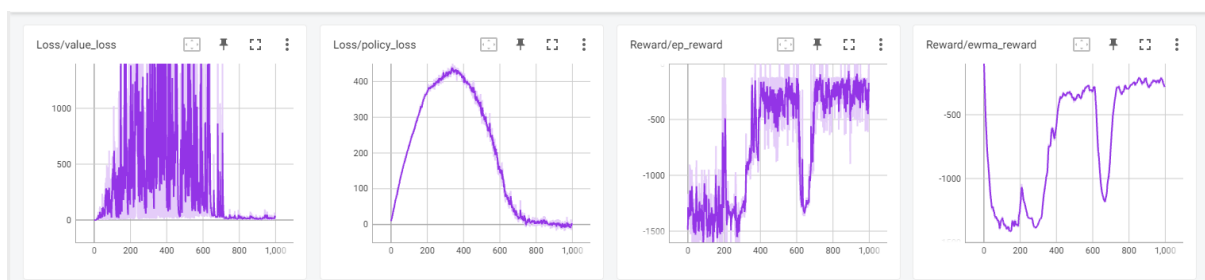 Loss/value_loss
1000
500
0
0 200 400 600 800 1,000
Loss/policy_loss
400
300
200
100
0
0 200 400 600 800 1,000
Reward/ep_reward
-500
-1000
-1500
0 200 400 600 800 1,000
Reward/ewma_reward
-500
-1000
0 200 400 600 800 1,000